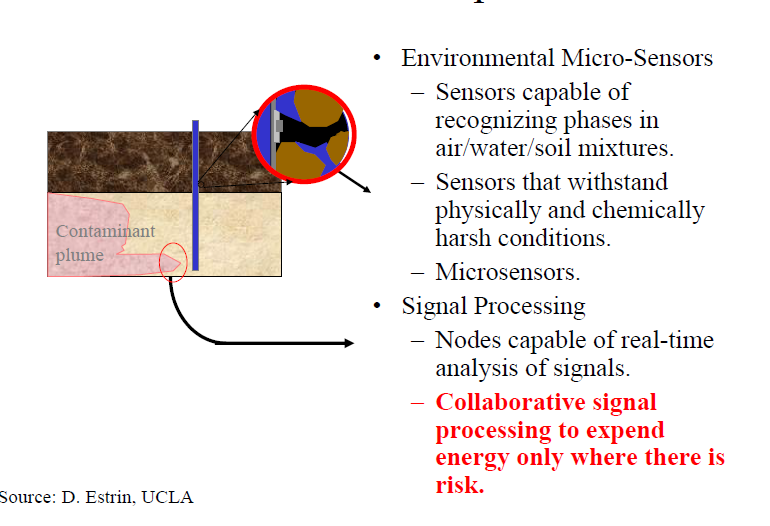 • Environmental Micro-Sensors
– Sensors capable of
recognizing phases in
air/water/soil mixtures.
– Sensors that withstand
physically and chemically
harsh conditions.
– Microsensors.
Contaminant
plume
• Signal Processing
– Nodes capable of real-time
analysis of signals.
– Collaborative signal
processing to expend
energy only where there is
risk.
Source: D. Estrin, UCLA